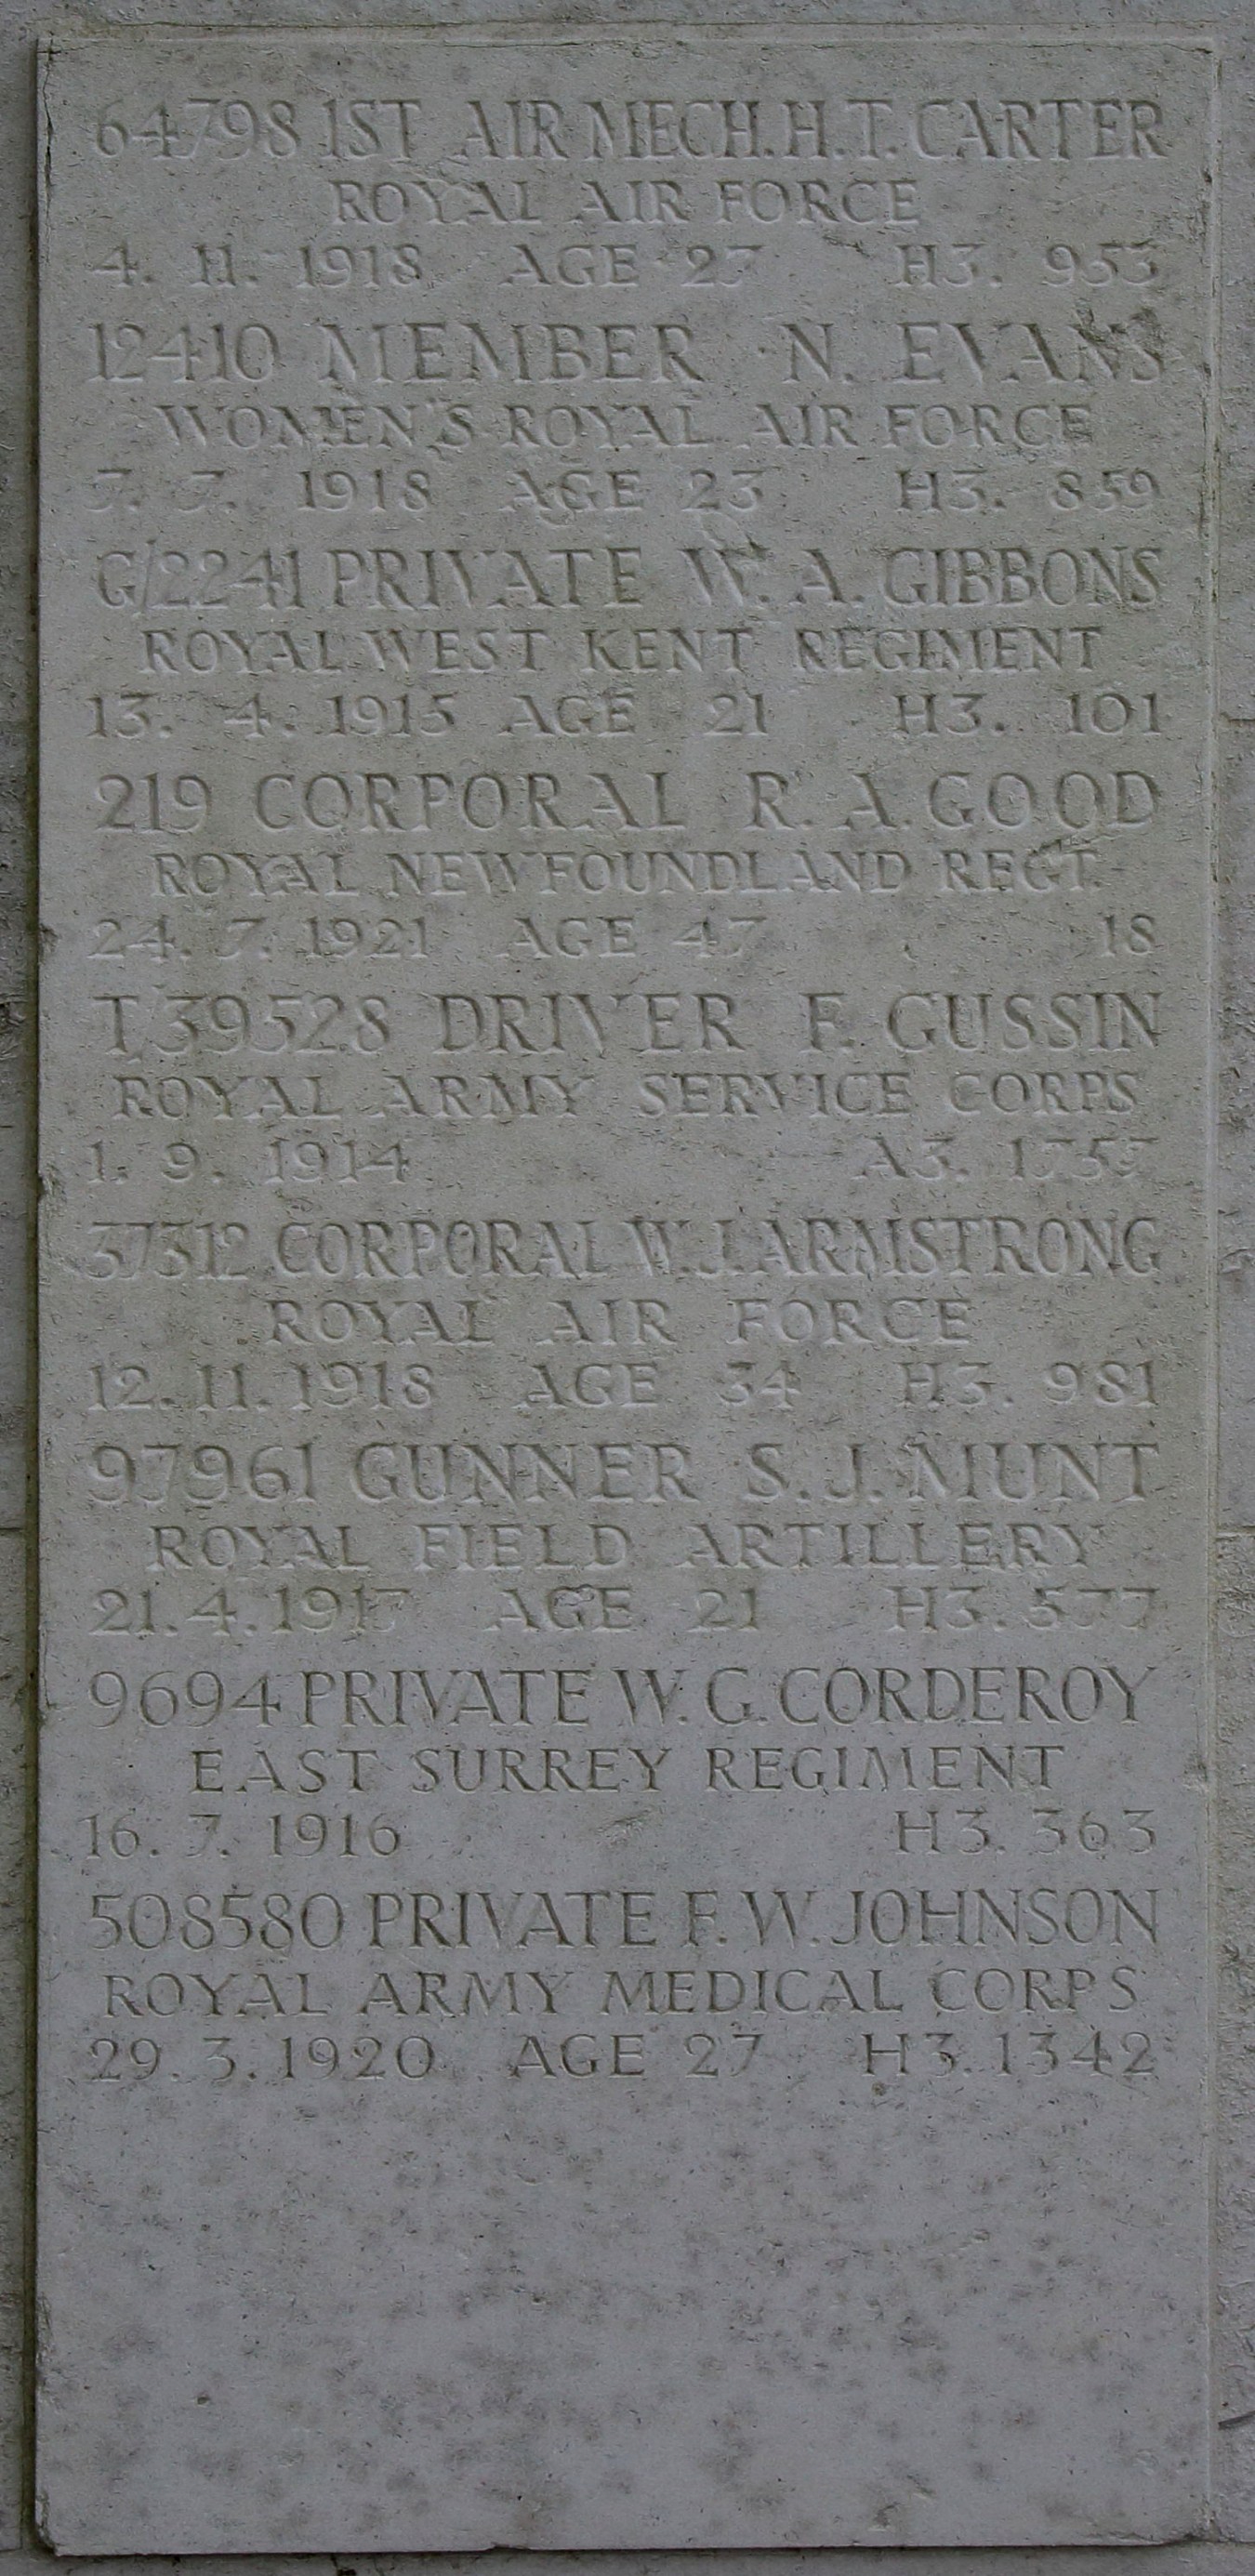 64798 1ST AIR MECH. H. T. CARTER
ROYAL AIR FORCE
4. 11. 1918 AGE 27 H3. 953
12410 MEMBER N. EVANS
WOMEN'S ROYAL AIR FORCE
7. 7. 1918 AGE 23 H3. 859
G/2241 PRIVATE W. A. GIBBONS
ROYAL WEST KENT REGIMENT
13. 4. 1915 AGE 21 H3. 101
219 CORPORAL R. A. GOOD
ROYAL NEWFOUNDLAND REGT.
24. 7. 1921 AGE 47 18
T/39528 DRIVER F. GUSSIN
ROYAL ARMY SERVICE CORPS
1. 9. 1914 A3. 1757
37312 CORPORAL W. J. ARMSTRONG
ROYAL AIR FORCE
12. 11. 1918 AGE 34 H3. 981
97961 GUNNER S. J. MUNT
ROYAL FIELD ARTILLERY
21. 4. 1917 AGE 21 H3. 577
9694 PRIVATE W. G. CORDEROY
EAST SURREY REGIMENT
16. 7. 1916 H3. 363
508580 PRIVATE F. W. JOHNSON
ROYAL ARMY MEDICAL CORPS
29. 3. 1920 AGE 27 H3. 1342